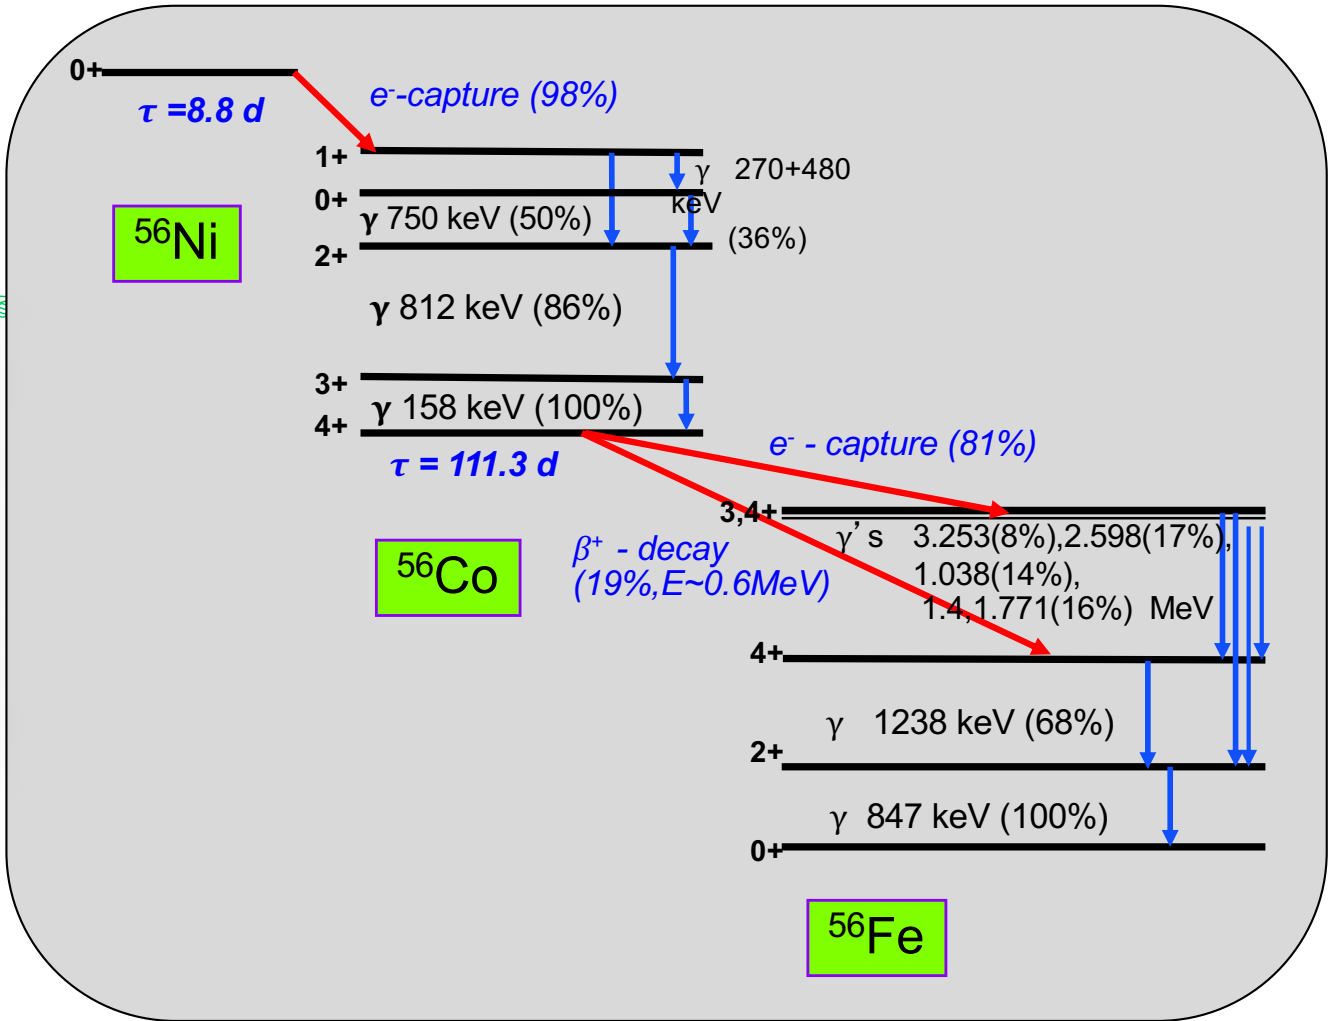 0+
τ =8.8 d
e⁻-capture (98%)
1+
γ 270+480
keV
0+
γ 750 keV (50%)
(36%)
2+
⁵⁶Ni
γ 812 keV (86%)
3+
γ 158 keV (100%)
4+
τ = 111.3 d
e⁻ - capture (81%)
3,4+
γ's 3.253(8%),2.598(17%),
1.038(14%),
1.4,1.771(16%) MeV
β⁺ - decay
(19%,E~0.6MeV)
⁵⁶Co
4+
γ 1238 keV (68%)
2+
γ 847 keV (100%)
0+
⁵⁶Fe